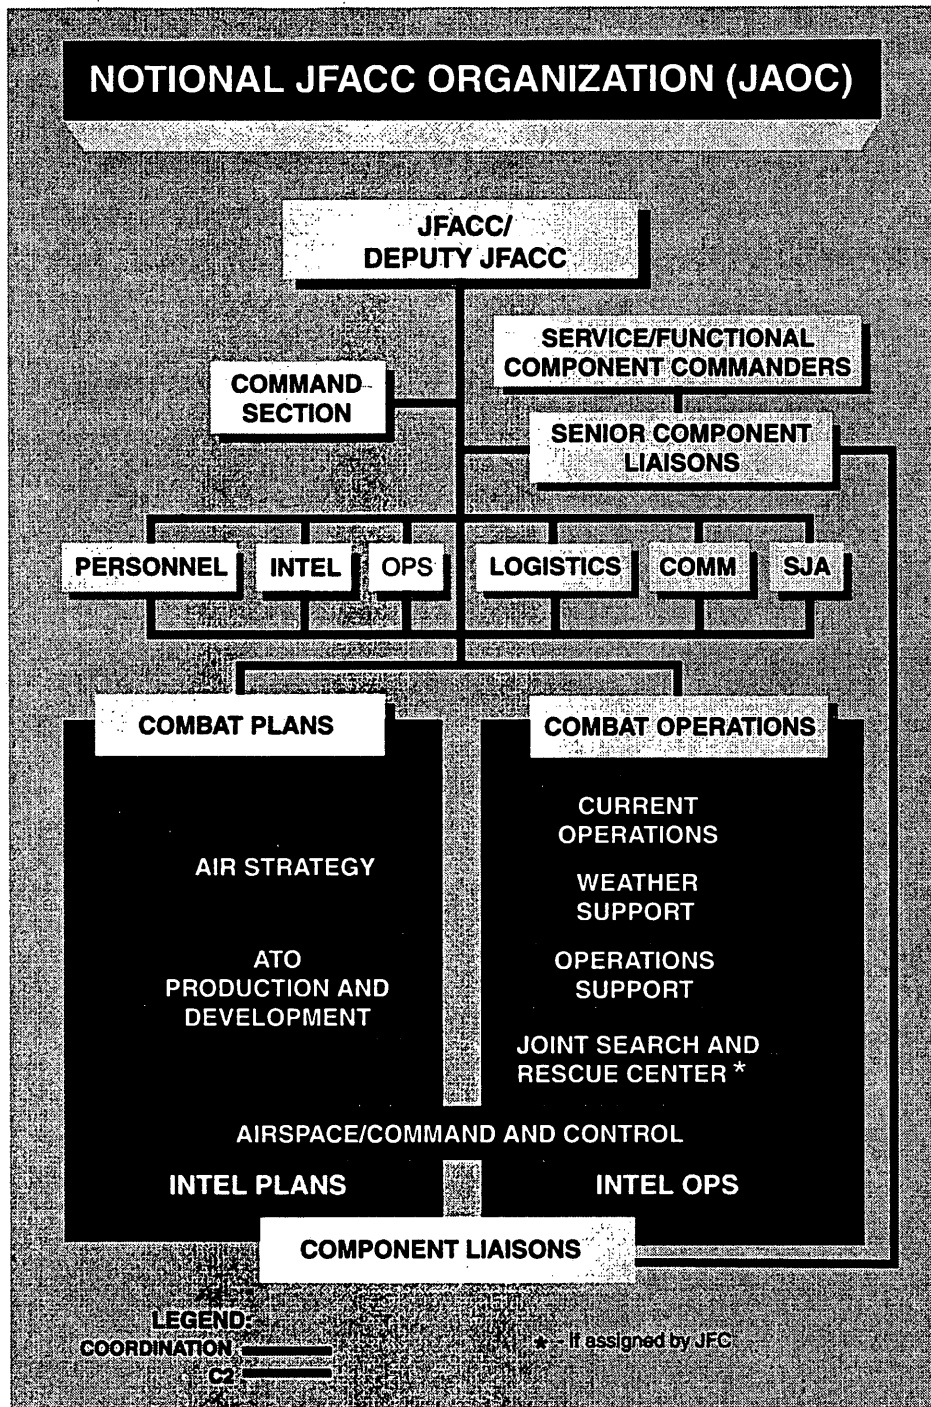 NOTIONAL JFACC ORGANIZATION (JAOC)
JFACC/
DEPUTY JFACC
SERVICE/FUNCTIONAL
COMPONENT COMMANDERS
COMMAND
SECTION
SENIOR COMPONENT
LIAISONS
PERSONNEL
INTEL
OPS
LOGISTICS
COMM
SJA
COMBAT PLANS
COMBAT OPERATIONS
AIR STRATEGY
ATO
PRODUCTION AND
DEVELOPMENT
CURRENT
OPERATIONS
WEATHER
SUPPORT
OPERATIONS
SUPPORT
JOINT SEARCH AND
RESCUE CENTER *
AIRSPACE/COMMAND AND CONTROL
INTEL PLANS
INTEL OPS
COMPONENT LIAISONS
LEGEND:
COORDINATION
C2
* - If assigned by JFC